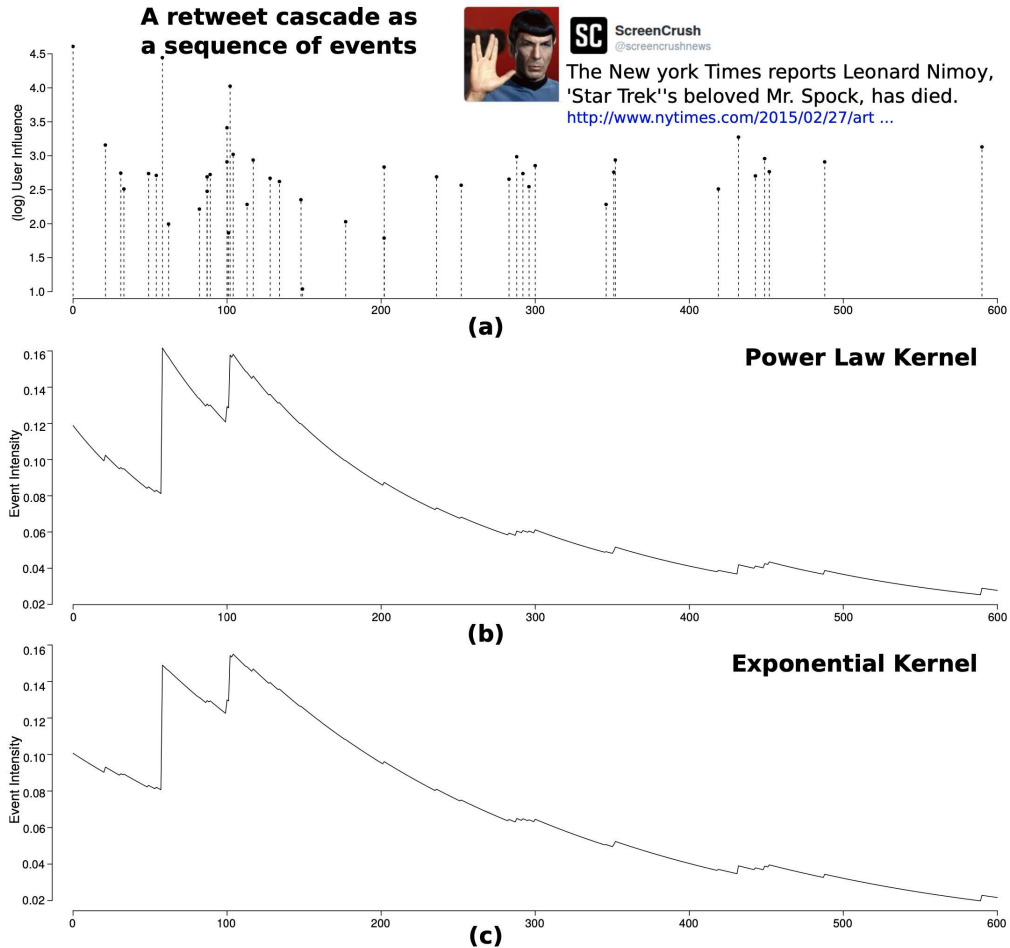 A retweet cascade as
a sequence of events
SC
ScreenCrush
@screencrushnews
The New york Times reports Leonard Nimoy,
'Star Trek''s beloved Mr. Spock, has died.
http://www.nytimes.com/2015/02/27/art ...
(log) User Influence
4.5
4.0
3.5
3.0
2.5
2.0
1.5
1.0
0 100 200 300 400 500 600
(a)
Power Law Kernel
Event Intensity
0.16
0.14
0.12
0.10
0.08
0.06
0.04
0.02
0 100 200 300 400 500 600
(b)
Exponential Kernel
Event Intensity
0.16
0.14
0.12
0.10
0.08
0.06
0.04
0.02
0 100 200 300 400 500 600
(c)